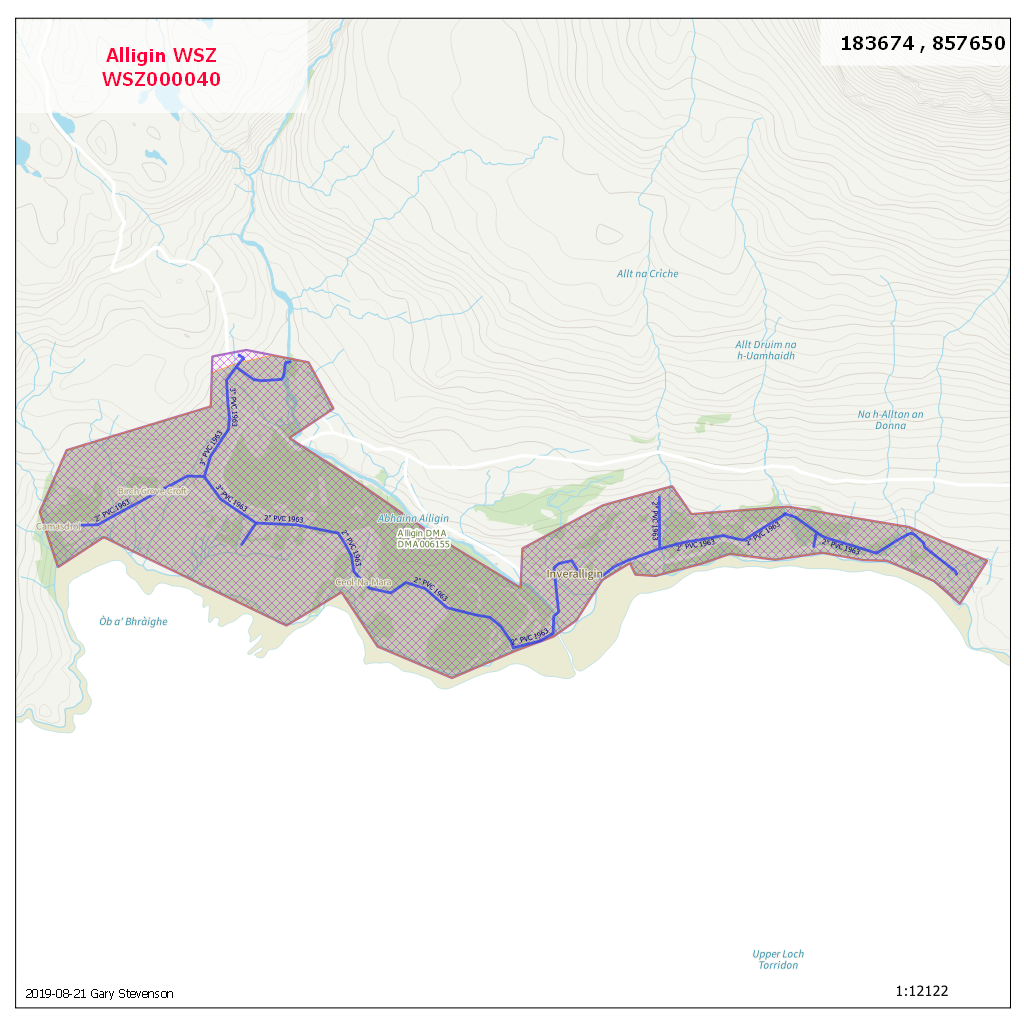 Alligin WSZ
WSZ000040
183674 , 857650
Allt na Crìche
Allt Druim na
h-Uamhaidh
Na h-Alltan an
Donna
3" PVC 1963
3" PVC 1963
Birch Grove croft
3" PVC 1963
2" PVC 1963
Camasdroi
2" PVC 1963
2" PVC 1963
Abhainn Ailigin
Alligin DMA
DMA006155
2" PVC 1963
2" PVC 1963
2" PVC 1963
2" PVC 1963
Inveralligin
Ceol-Na-Mara
2" PVC 1963
2" PVC 1963
Òb a' Bhràighe
Upper Loch
Torridon
2019-08-21 Gary Stevenson
1:12122